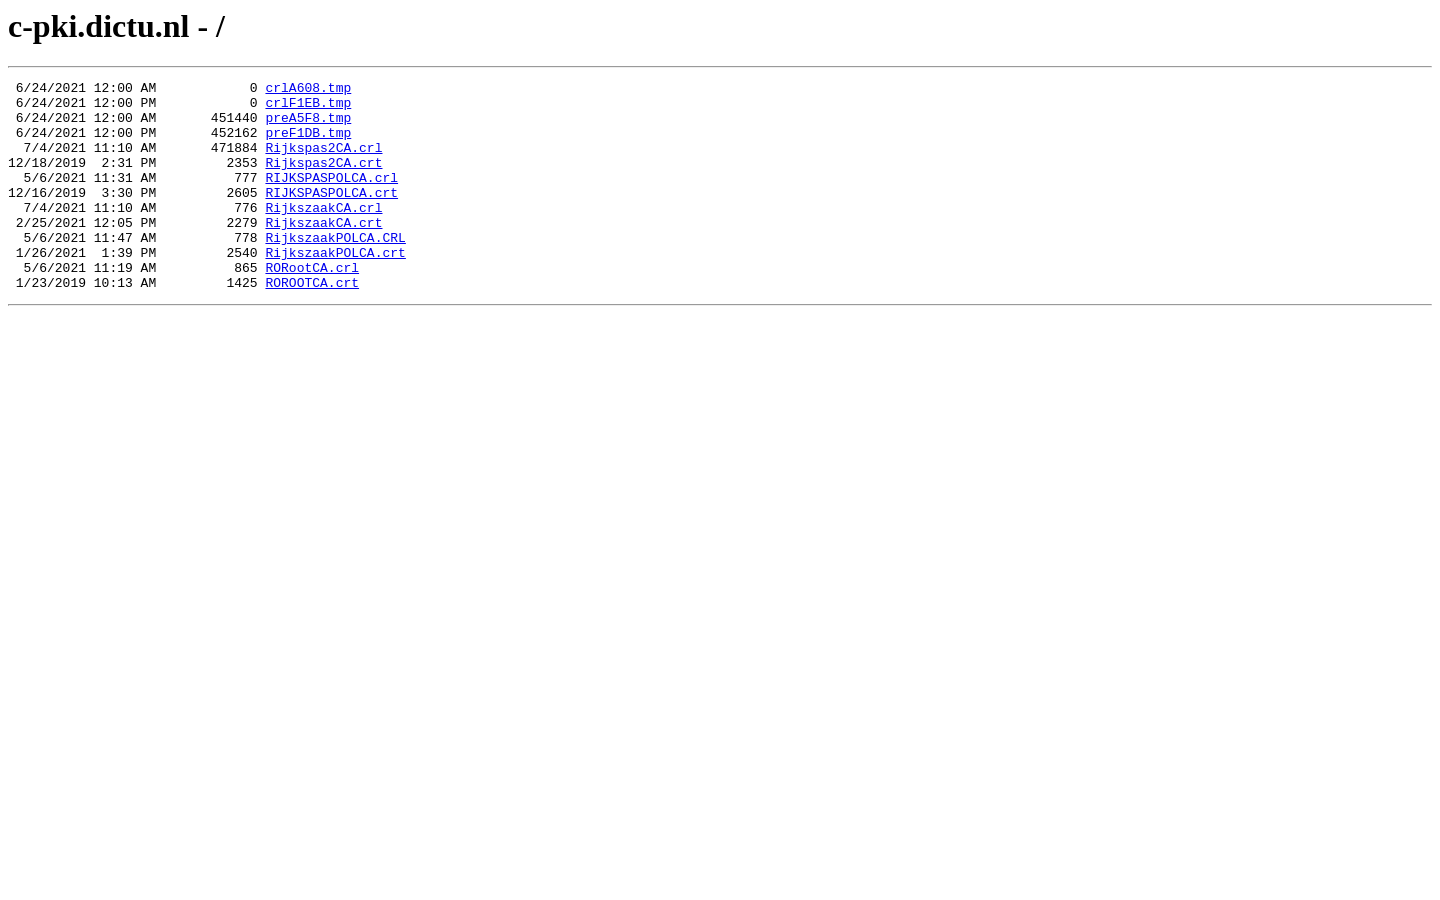 c-pki.dictu.nl - /
6/24/2021 12:00 AM 0 crlA608.tmp
6/24/2021 12:00 PM 0 crlF1EB.tmp
6/24/2021 12:00 AM 451440 preA5F8.tmp
6/24/2021 12:00 PM 452162 preF1DB.tmp
7/4/2021 11:10 AM 471884 Rijkspas2CA.crl
12/18/2019 2:31 PM 2353 Rijkspas2CA.crt
5/6/2021 11:31 AM 777 RIJKSPASPOLCA.crl
12/16/2019 3:30 PM 2605 RIJKSPASPOLCA.crt
7/4/2021 11:10 AM 776 RijkszaakCA.crl
2/25/2021 12:05 PM 2279 RijkszaakCA.crt
5/6/2021 11:47 AM 778 RijkszaakPOLCA.CRL
1/26/2021 1:39 PM 2540 RijkszaakPOLCA.crt
5/6/2021 11:19 AM 865 RORootCA.crl
1/23/2019 10:13 AM 1425 ROROOTCA.crt